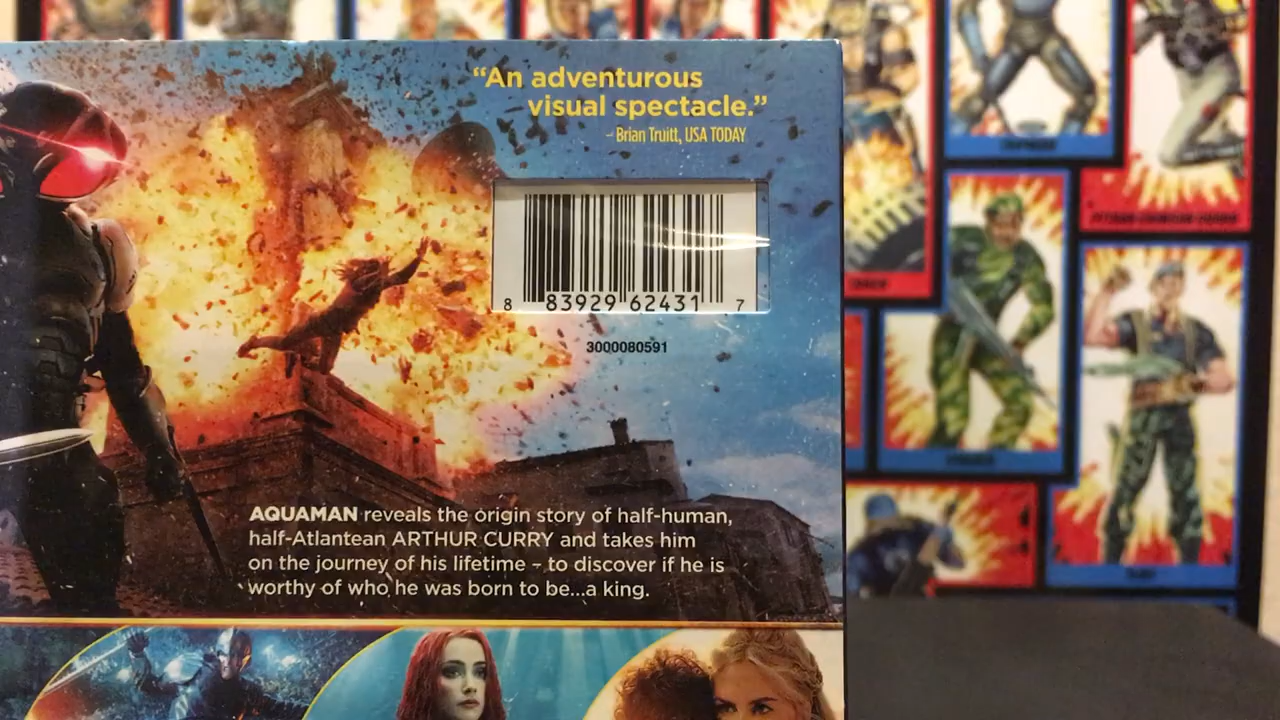 “An adventurous
visual spectacle.”
– Brian Truitt, USA TODAY
8 83929 62431 7
3000080591
AQUAMAN reveals the origin story of half-human,
half-Atlantean ARTHUR CURRY and takes him
on the journey of his lifetime – to discover if he is
worthy of who he was born to be...a king.